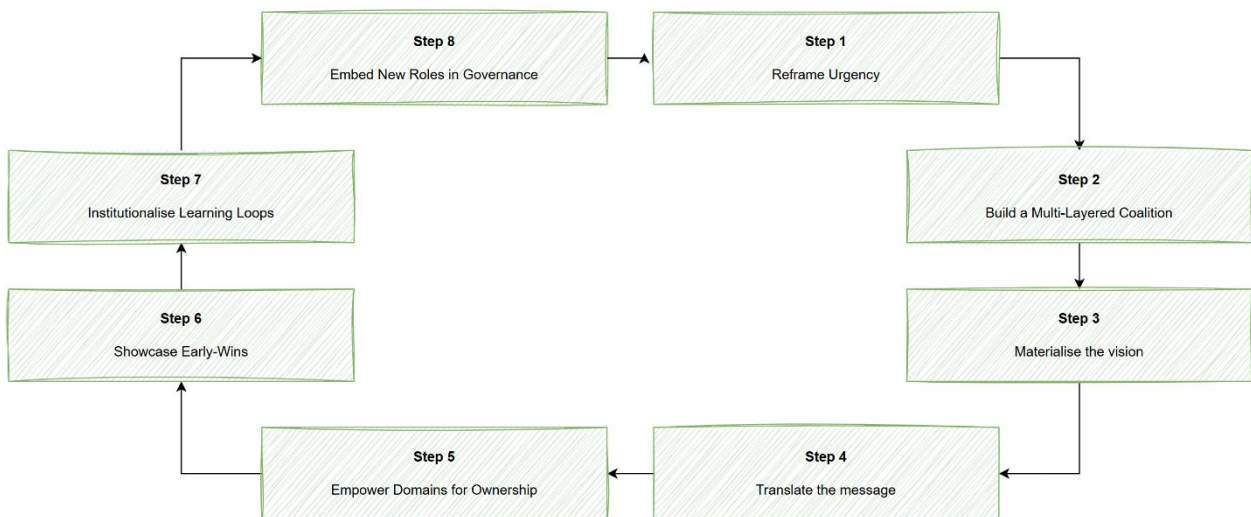 Step 8
Embed New Roles in Governance
Step 1
Reframe Urgency
Step 7
Institutionalise Learning Loops
Step 2
Build a Multi-Layered Coalition
Step 6
Showcase Early-Wins
Step 3
Materialise the vision
Step 5
Empower Domains for Ownership
Step 4
Translate the message